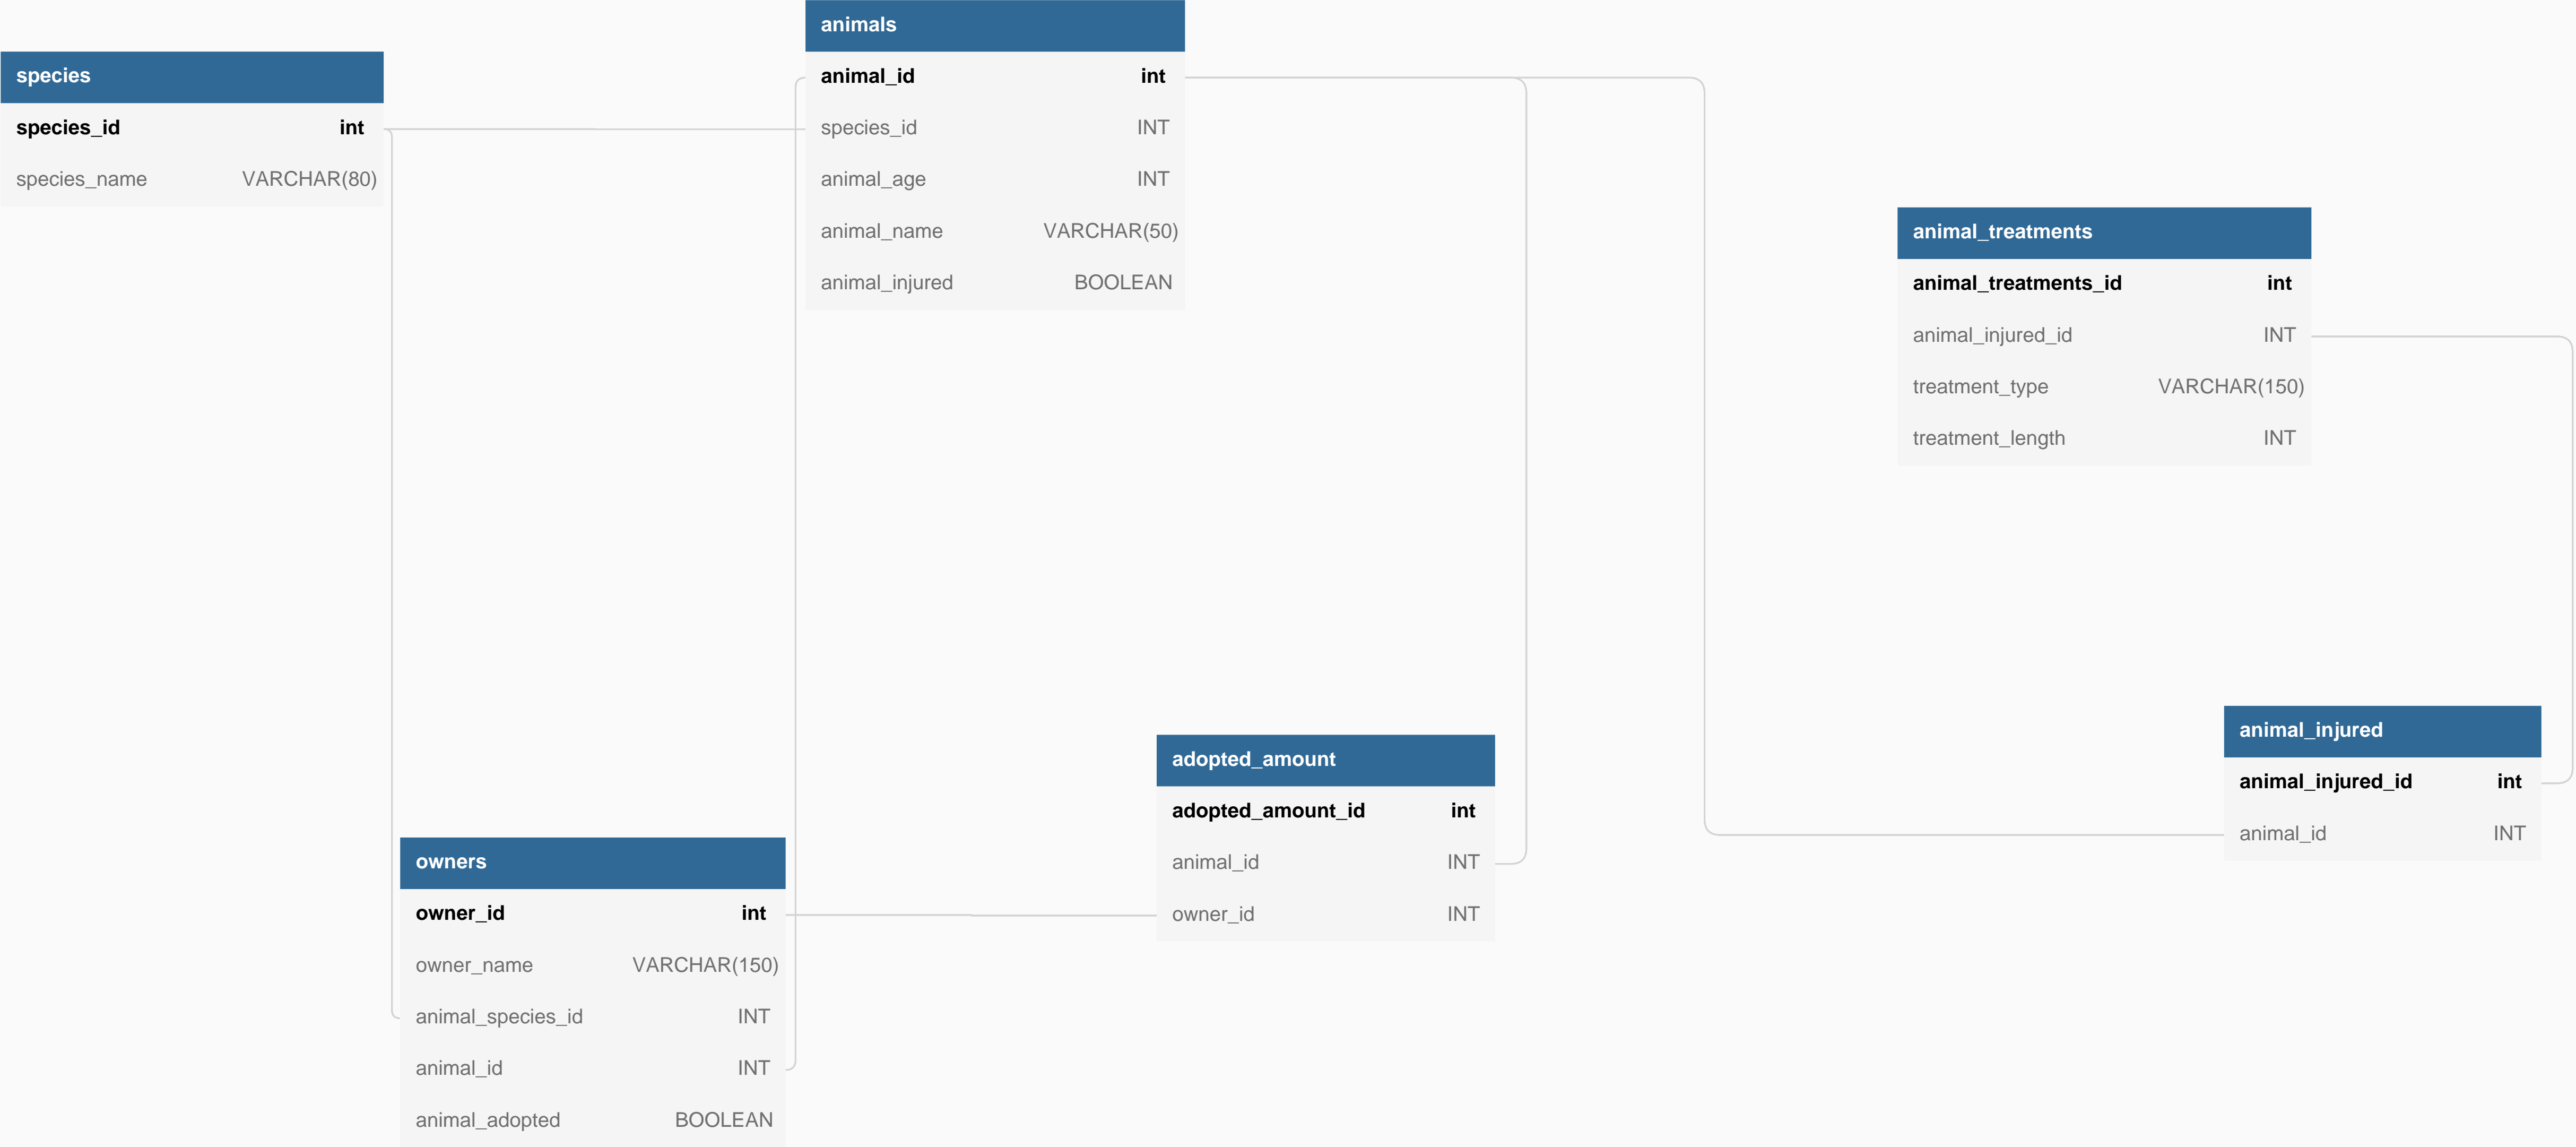 species
species_id int
species_name VARCHAR(80)
animals
animal_id int
species_id INT
animal_age INT
animal_name VARCHAR(50)
animal_injured BOOLEAN
animal_treatments
animal_treatments_id int
animal_injured_id INT
treatment_type VARCHAR(150)
treatment_length INT
owners
owner_id int
owner_name VARCHAR(150)
animal_species_id INT
animal_id INT
animal_adopted BOOLEAN
adopted_amount
adopted_amount_id int
animal_id INT
owner_id INT
animal_injured
animal_injured_id int
animal_id INT